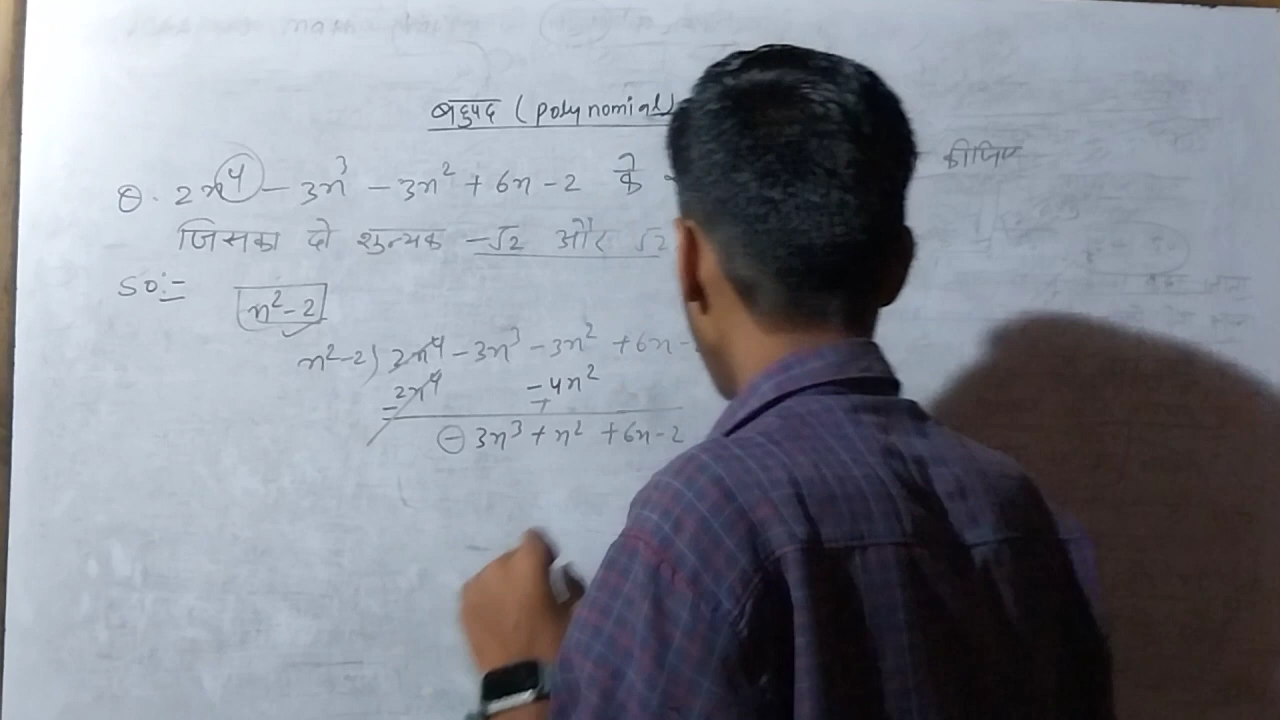 बहुपद (polynomial)
Q. 2x⁴ - 3x³ - 3x² + 6x - 2 के कीजिए
जिसका दो शुन्यक -√2 और √2
SO:=
x² - 2
x²-2) 2x⁴ - 3x³ - 3x² + 6x -
2x⁴ - 4x²
- +
- 3x³ + x² + 6x - 2